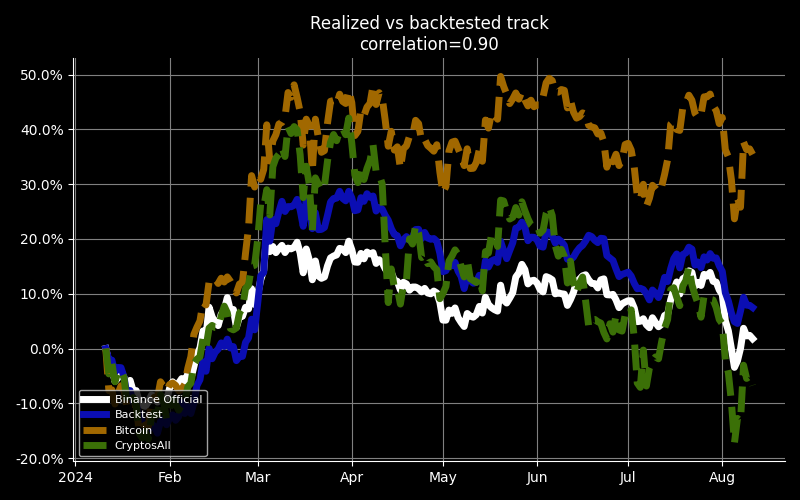 Realized vs backtested track
correlation=0.90
50.0%
40.0%
30.0%
20.0%
10.0%
0.0%
-10.0%
-20.0%
Binance Official
Backtest
Bitcoin
CryptosAll
2024 Feb Mar Apr May Jun Jul Aug